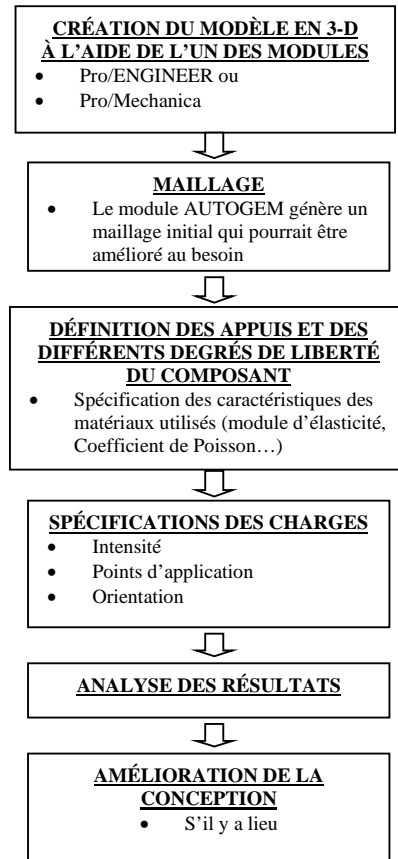 CRÉATION DU MODÈLE EN 3-D
À L'AIDE DE L'UN DES MODULES
• Pro/ENGINEER ou
• Pro/Mechanica
MAILLAGE
• Le module AUTOGEM génère un
maillage initial qui pourrait être
amélioré au besoin
DÉFINITION DES APPUIS ET DES
DIFFÉRENTS DEGRÉS DE LIBERTÉ
DU COMPOSANT
• Spécification des caractéristiques des
matériaux utilisés (module d'élasticité,
Coefficient de Poisson…)
SPÉCIFICATIONS DES CHARGES
• Intensité
• Points d'application
• Orientation
ANALYSE DES RÉSULTATS
AMÉLIORATION DE LA
CONCEPTION
• S'il y a lieu